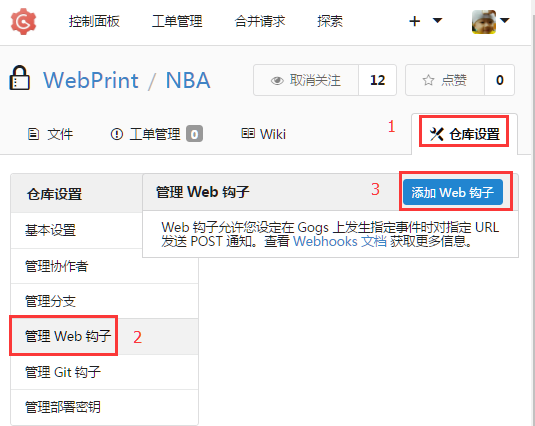 控制面板 工单管理 合并请求 探索
WebPrint / NBA 取消关注 12 点赞 0
文件 工单管理 0 Wiki 1 仓库设置
仓库设置
管理 Web 钩子 3 添加 Web 钩子
Web 钩子允许您设定在 Gogs 上发生指定事件时对指定 URL
发送 POST 通知。查看 Webhooks 文档 获取更多信息。
基本设置
管理协作者
管理分支
管理 Web 钩子 2
管理 Git 钩子
管理部署密钥